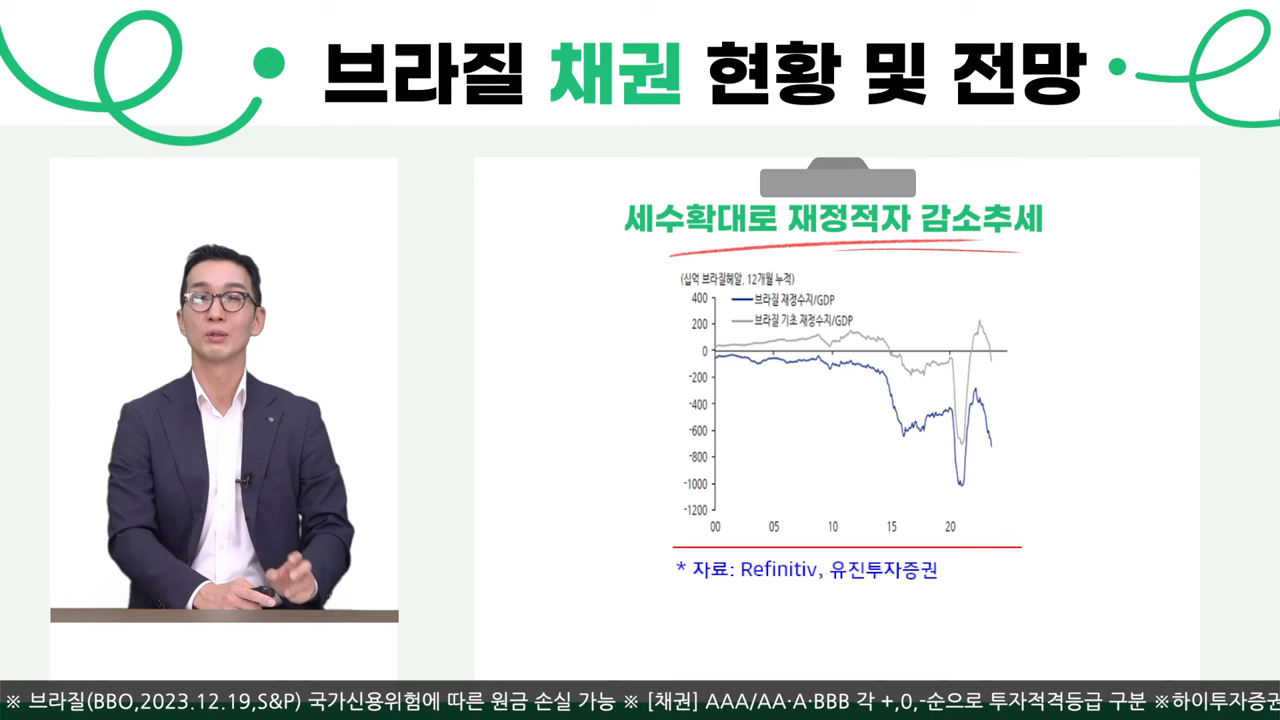 브라질 채권 현황 및 전망
세수확대로 재정적자 감소추세
(십억 브라질헤알, 12개월 누적)
브라질 재정수지/GDP
브라질 기초 재정수지/GDP
400
200
0
-200
-400
-600
-800
-1000
-1200
00 05 10 15 20
* 자료: Refinitiv, 유진투자증권
※ 브라질(BBO,2023.12.19,S&P) 국가신용위험에 따른 원금 손실 가능 ※ [채권] AAA/AA·A·BBB 각 +,0,-순으로 투자적격등급 구분 ※하이투자증권